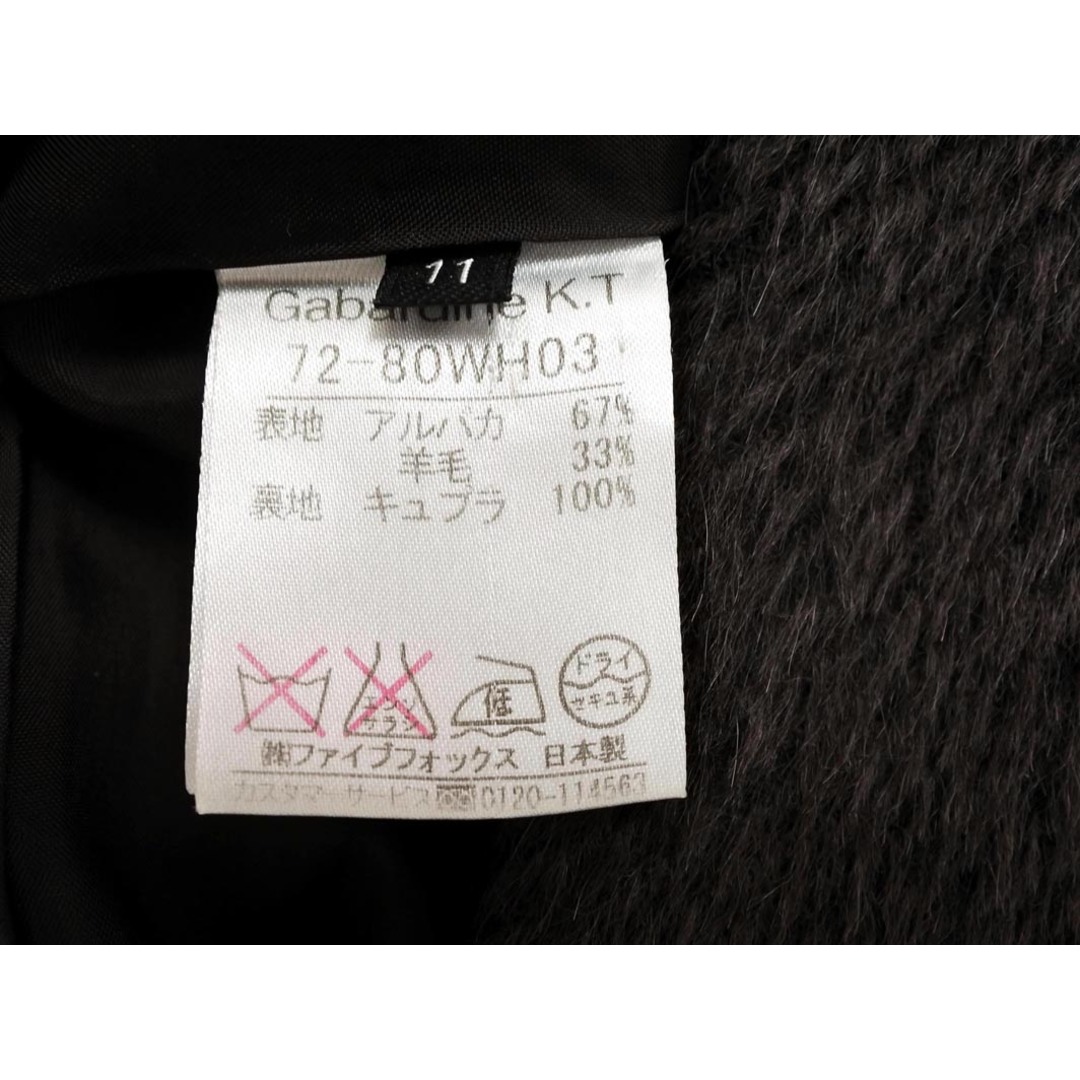 11
Gabardine K.T
72-80WH03
表地 アルパカ 67%
羊毛 33%
裏地 キュプラ 100%
エンソ サラシ
低
ドライ
セキユ系
㈱ファイブフォックス 日本製
カスタマーサービス 0120-114563